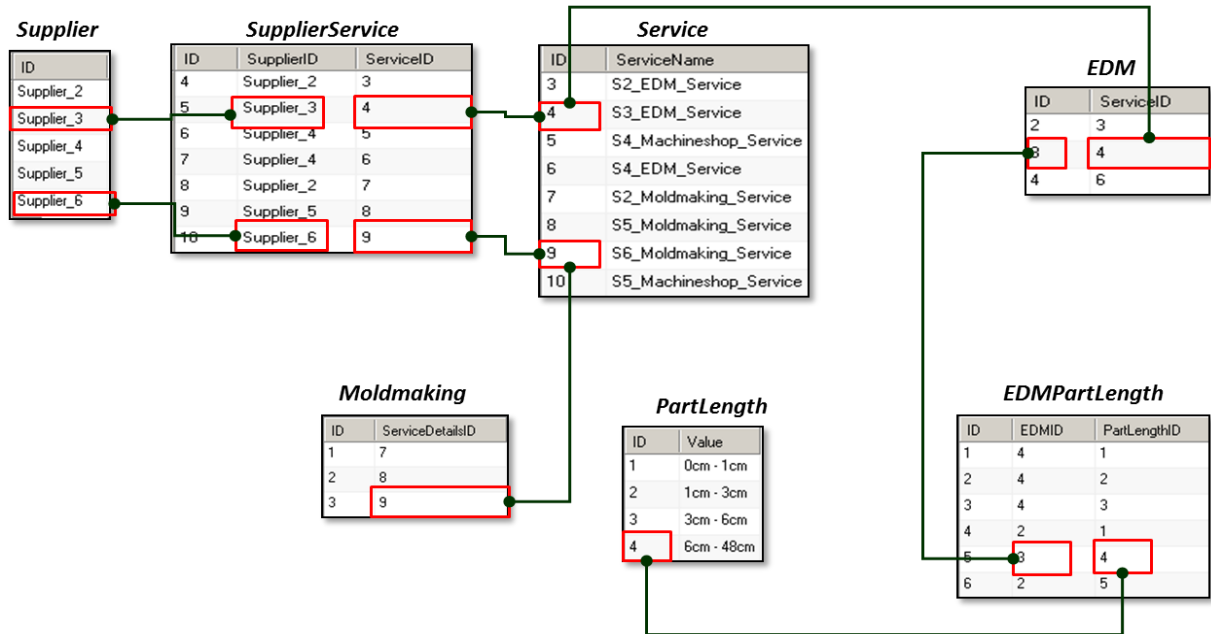 Supplier
ID
Supplier_2
Supplier_3
Supplier_4
Supplier_5
Supplier_6
SupplierService
ID SupplierID ServiceID
4 Supplier_2 3
5 Supplier_3 4
6 Supplier_4 5
7 Supplier_4 6
8 Supplier_2 7
9 Supplier_5 8
10 Supplier_6 9
Service
ID ServiceName
3 S2_EDM_Service
4 S3_EDM_Service
5 S4_Machineshop_Service
6 S4_EDM_Service
7 S2_Moldmaking_Service
8 S5_Moldmaking_Service
9 S6_Moldmaking_Service
10 S5_Machineshop_Service
EDM
ID ServiceID
2 3
3 4
4 6
Moldmaking
ID ServiceDetailsID
1 7
2 8
3 9
PartLength
ID Value
1 0cm - 1cm
2 1cm - 3cm
3 3cm - 6cm
4 6cm - 48cm
EDMPartLength
ID EDMID PartLengthID
1 4 1
2 4 2
3 4 3
4 2 1
5 3 4
6 2 5